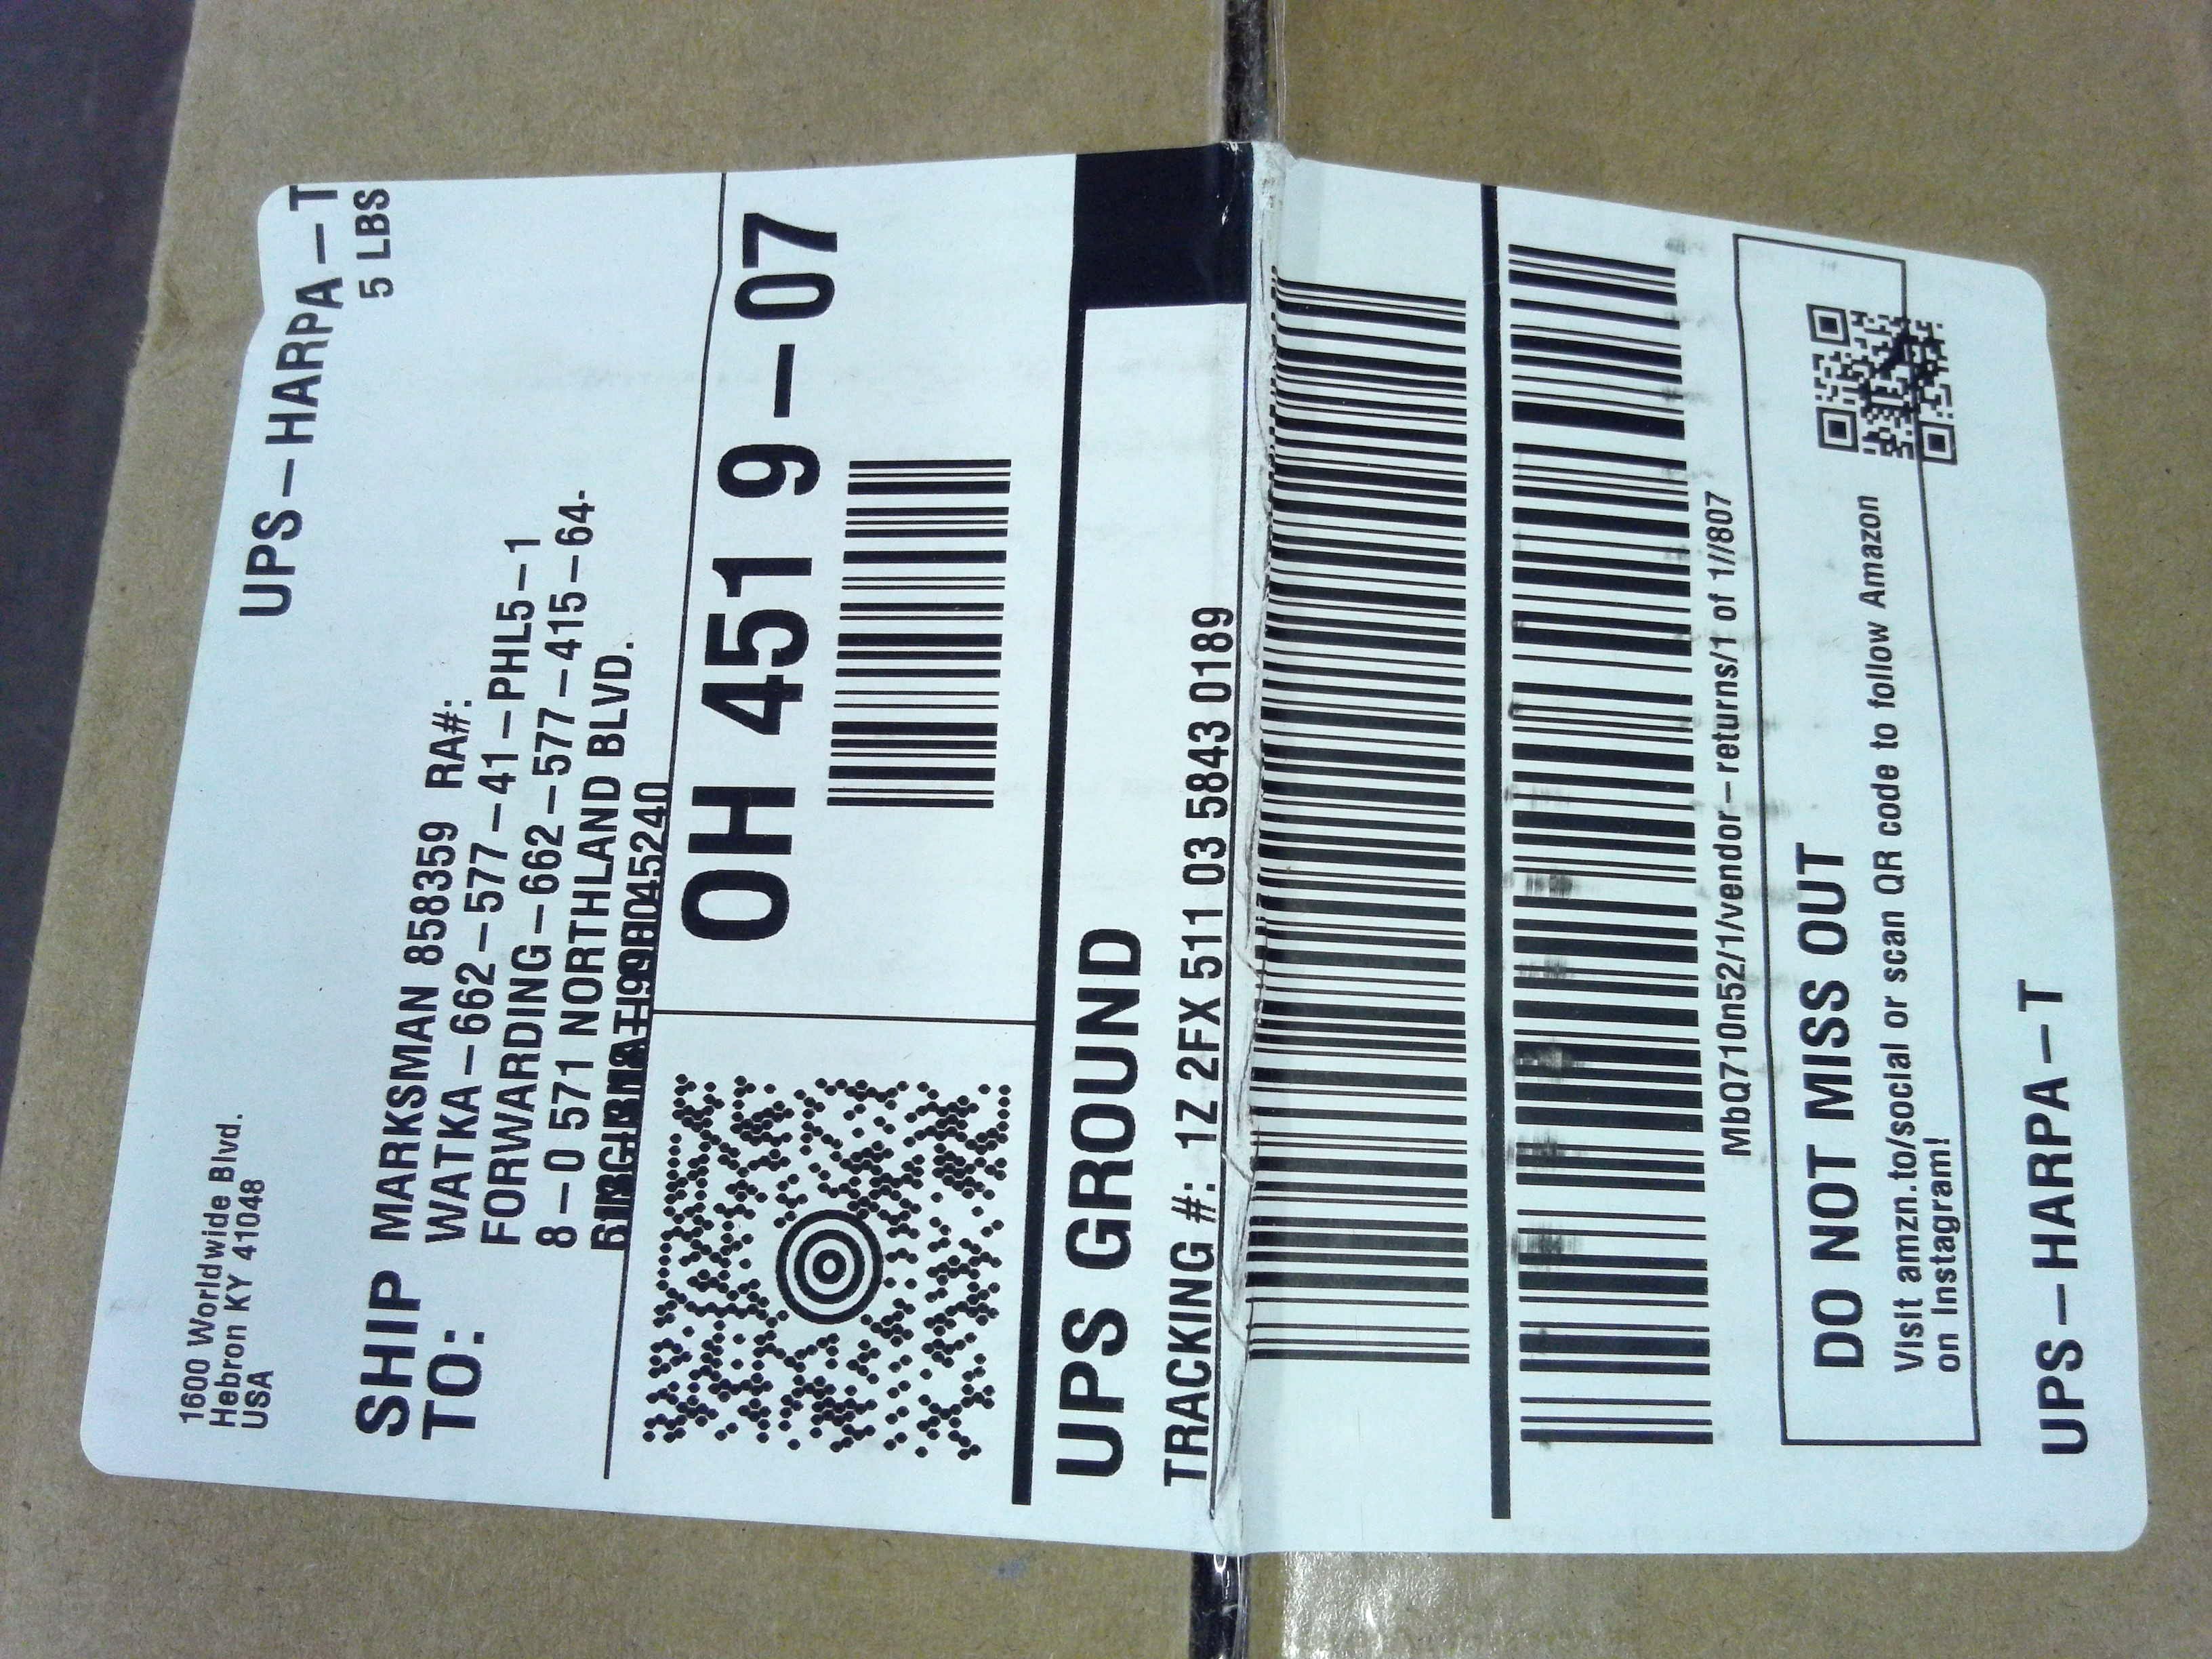 1600 Worldwide Blvd.
Hebron KY 41048
USA
UPS-HARPA-T
5 LBS
SHIP TO:
MARKSMAN 858359 RA#:
WATKA-662-577-41-PHL5-1
FORWARDING-662-577-415-64-
8-0 571 NORTHLAND BLVD.
45240
OH 451 9-07
UPS GROUND
TRACKING #: 1Z 2FX 511 03 5843 0189
MbQ710n52/1/vendor-returns/1 of 1//807
DO NOT MISS OUT
Visit amzn.to/social or scan QR code to follow Amazon
on Instagram!
UPS-HARPA-T